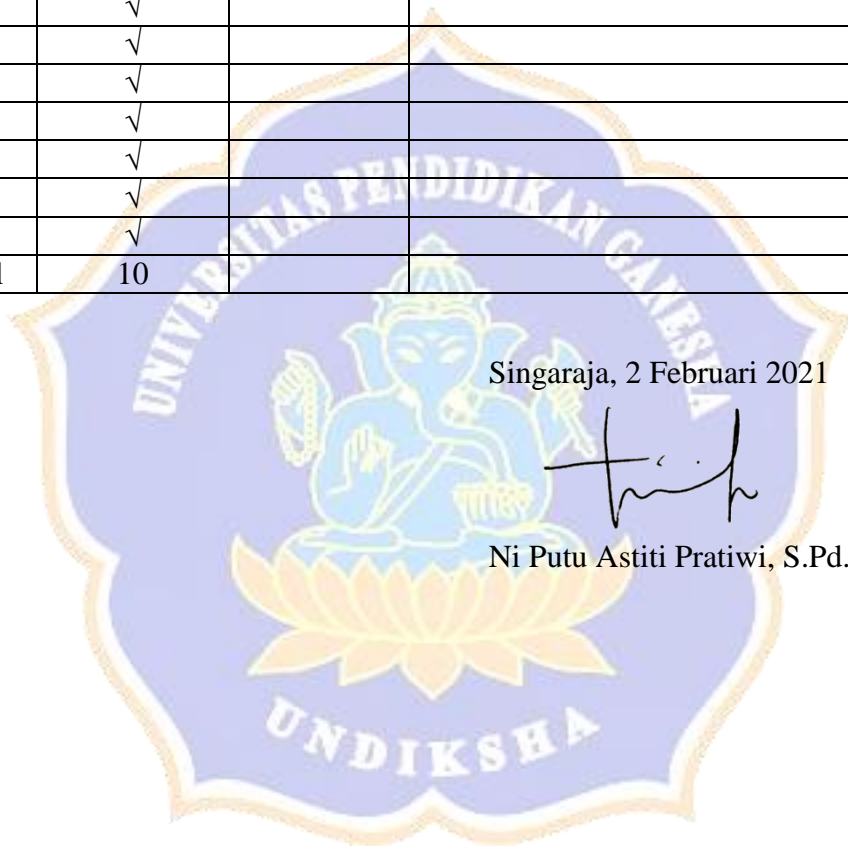 √
√
√
√
√
√
√
10
UNIVERSITAS PENDIDIKAN GANESHA
Singaraja, 2 Februari 2021
Ni Putu Astiti Pratiwi, S.Pd.
UNDIKSHA